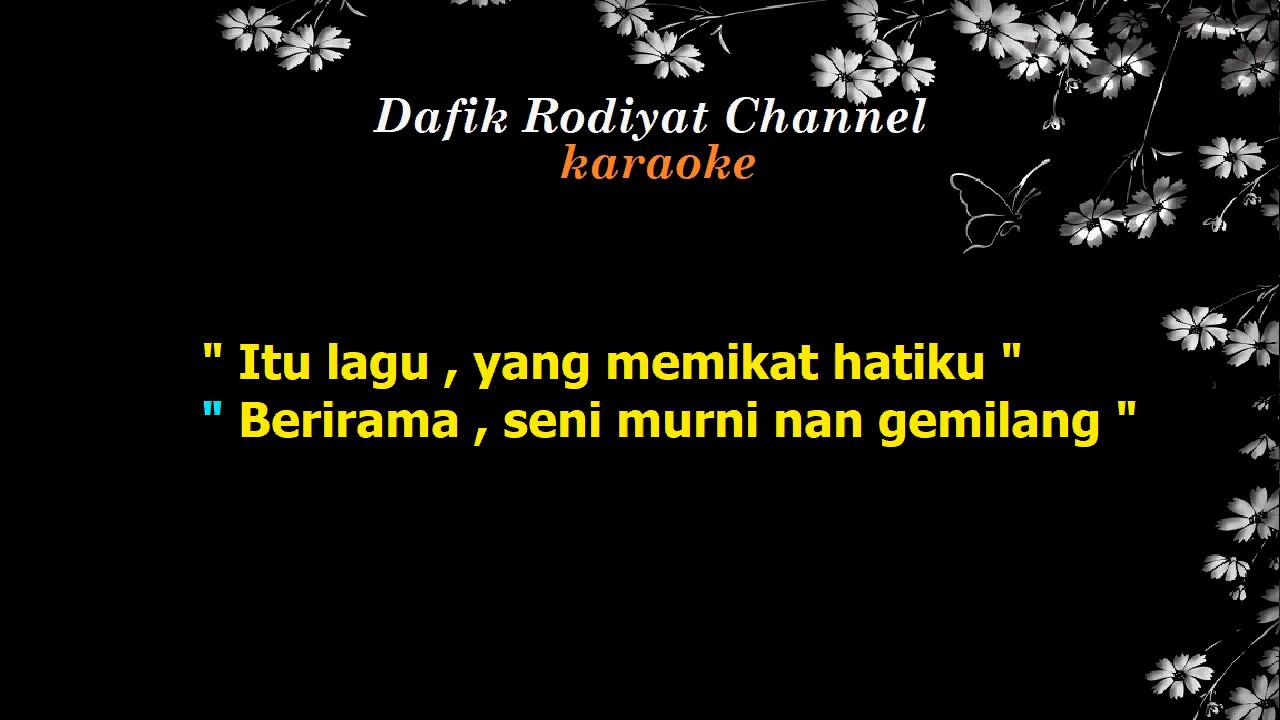 Dafik Rodiyat Channel
karaoke
" Itu lagu , yang memikat hatiku "
" Berirama , seni murni nan gemilang "